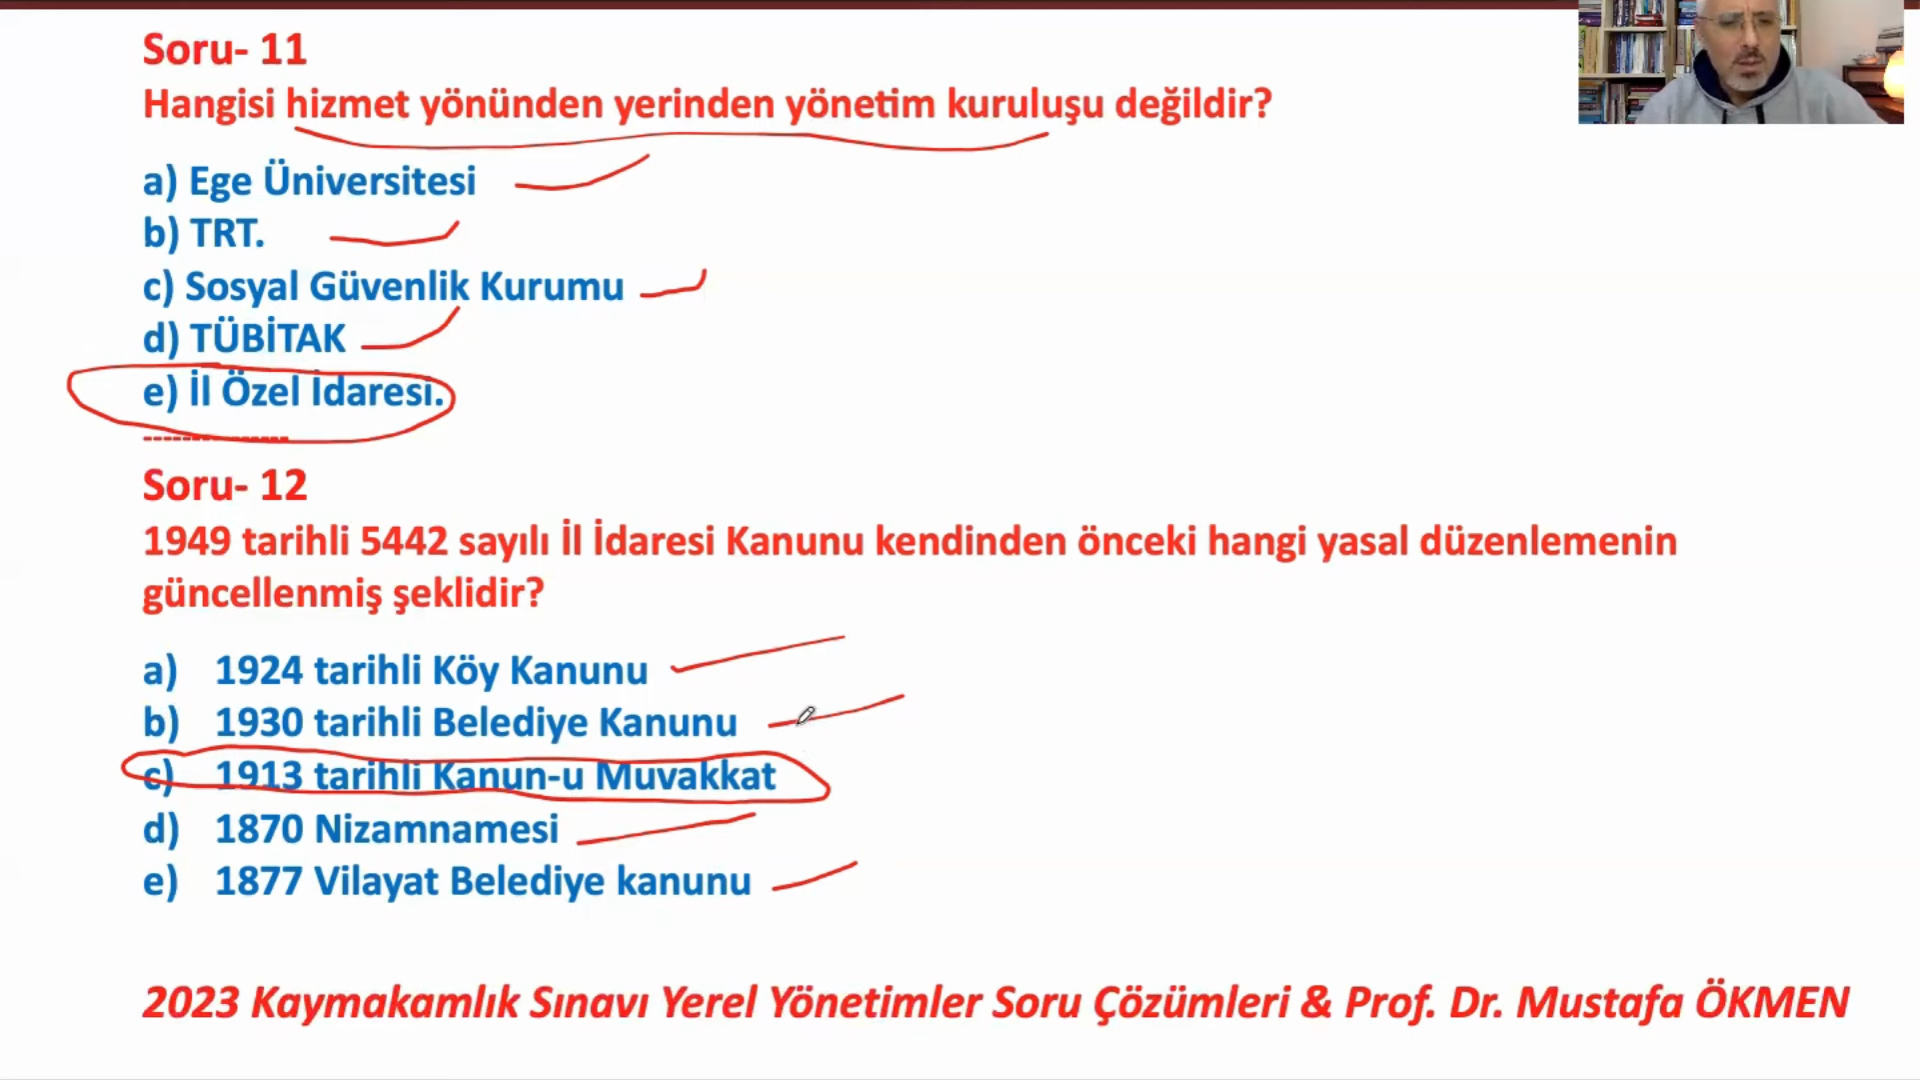 Soru- 11
Hangisi hizmet yönünden yerinden yönetim kuruluşu değildir?
a) Ege Üniversitesi
b) TRT.
c) Sosyal Güvenlik Kurumu
d) TÜBİTAK
e) İl Özel İdaresi.
---------------
Soru- 12
1949 tarihli 5442 sayılı İl İdaresi Kanunu kendinden önceki hangi yasal düzenlemenin
güncellenmiş şeklidir?
a) 1924 tarihli Köy Kanunu
b) 1930 tarihli Belediye Kanunu
c) 1913 tarihli Kanun-u Muvakkat
d) 1870 Nizamnamesi
e) 1877 Vilayat Belediye kanunu
2023 Kaymakamlık Sınavı Yerel Yönetimler Soru Çözümleri & Prof. Dr. Mustafa ÖKMEN